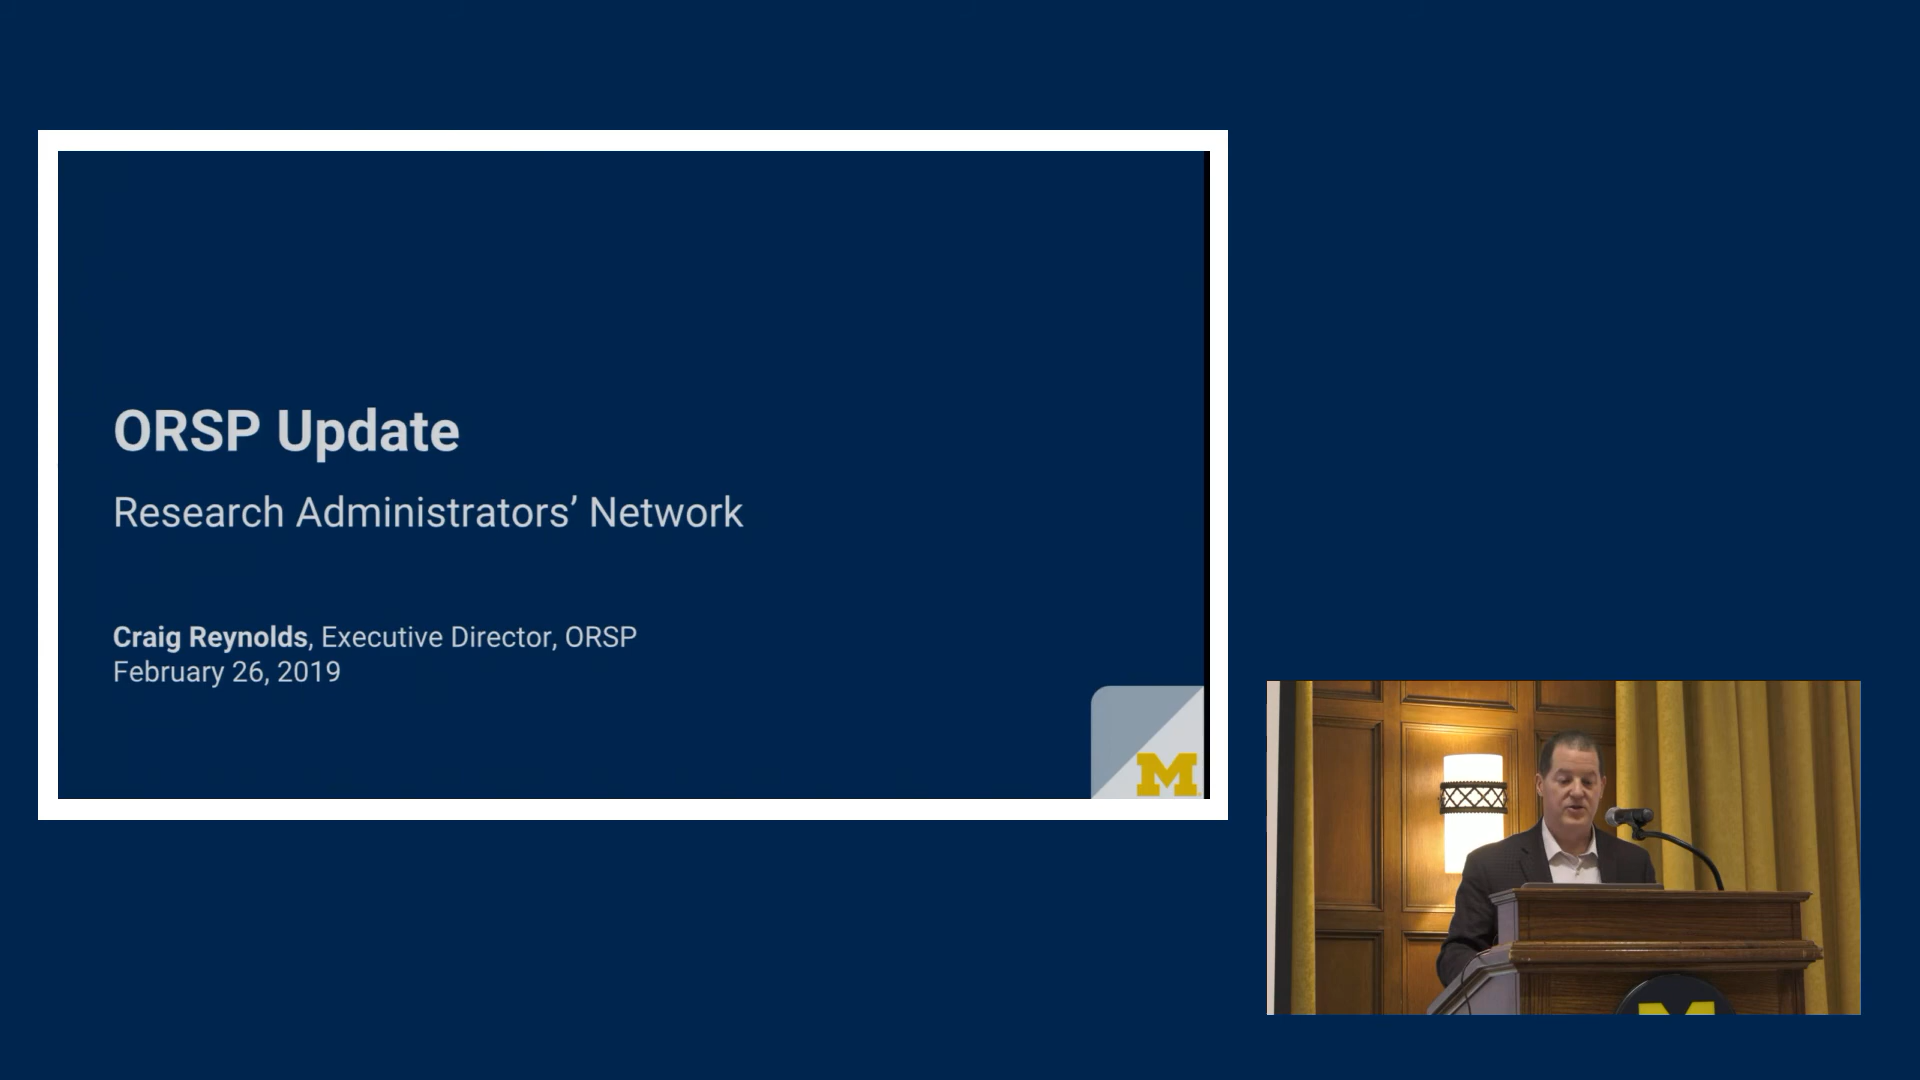 ORSP Update
Research Administrators’ Network
Craig Reynolds, Executive Director, ORSP
February 26, 2019
M
M